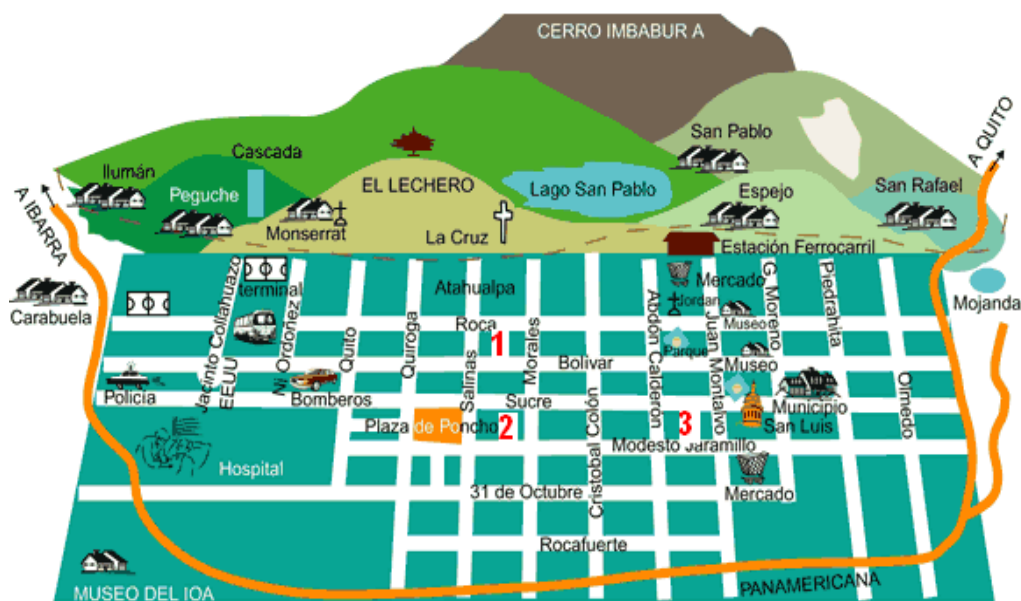 CERRO IMBABUR A
A QUITO
San Pablo
Cascada
Ilumán
Peguche
EL LECHERO
Lago San Pablo
Espejo
San Rafael
A IBARRA
Monserrat
La Cruz
Estación Ferrocarril
Carabuela
terminal
Atahualpa
Mercado
Jordan
Mojanda
Museo
Jacinto Collahuazo
EEUU
N Ordoñez
Quito
Quiroga
Roca
1
Salinas
Morales
Bolivar
Parque
Museo
Cristobal Colón
Abdón Calderón
Juan Montalvo
G Moreno
Piedrahita
Olmedo
Policia
Bomberos
Sucre
Municipio
Plaza de Poncho
2
3
San Luis
Modesto Jaramillo
Hospital
31 de Octubre
Mercado
Rocafuerte
PANAMERICANA
MUSEO DEL IOA